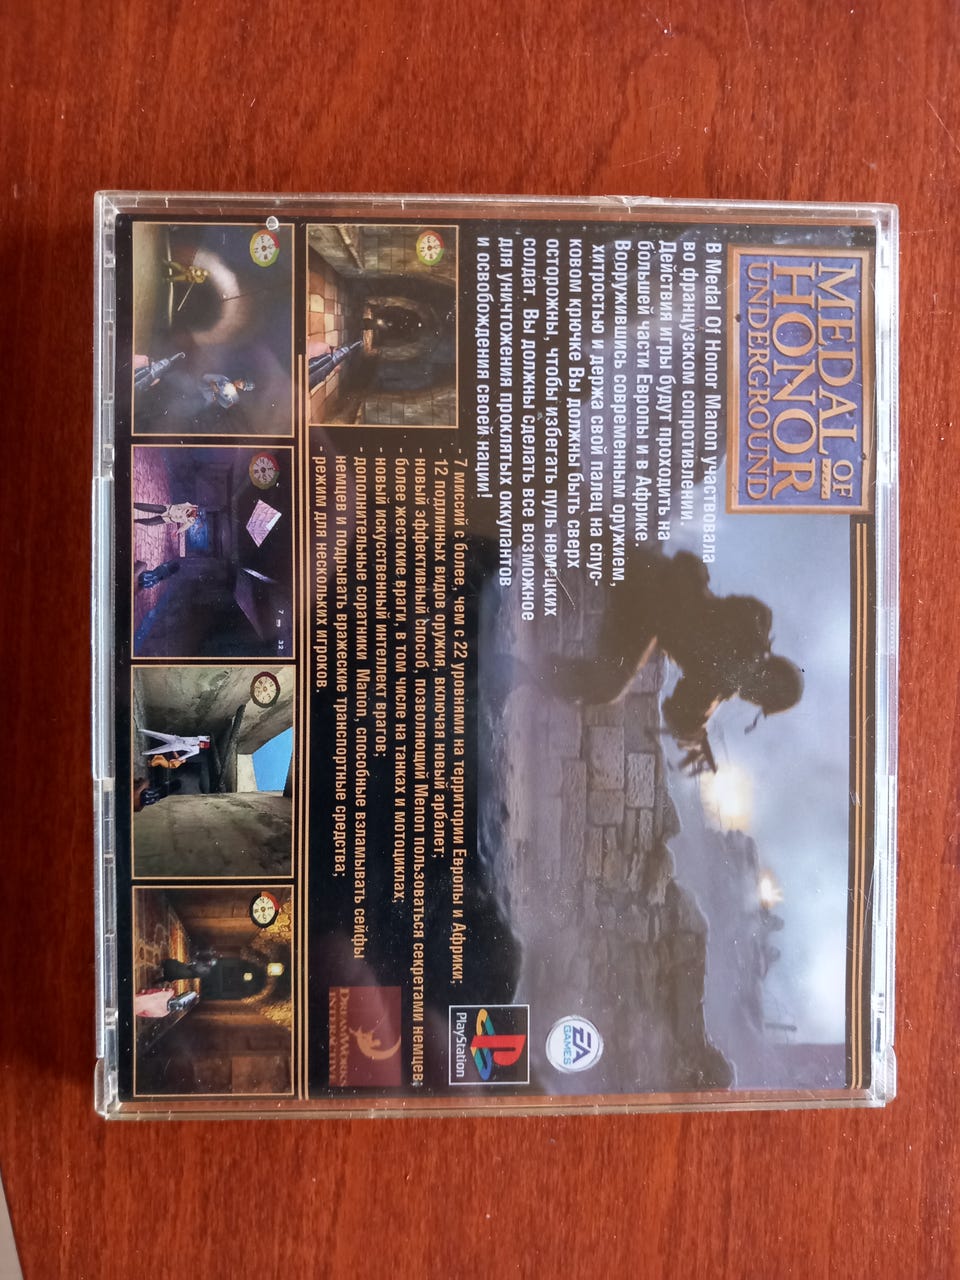 MEDAL
OF
HONOR
UNDERGROUND
В Medal Of Honor Manon участвовала
во французском сопротивлении.
Действия игры будут проходить на
большей части Европы и в Африке.
Вооружившись современным оружием,
хитростью и держа свой палец на спус-
ковом крючке Вы должны быть сверх
осторожны, чтобы избегать пуль немецких
солдат. Вы должны сделать все возможное
для уничтожения проклятых оккупантов
и освобождения своей нации!
- 7 миссий с более, чем с 22 уровнями на территории Европы и Африки;
- 12 подлинных видов оружия, включая новый арбалет;
- новый эффективный способ, позволяющий Menon пользоваться секретами немцев;
- более жестокие враги, в том числе на танках и мотоциклах;
- новый искусственный интеллект врагов;
- дополнительные соратники Manon, способные взламывать сейфы
немцев и подрывать вражеские транспортные средства;
- режим для нескольких игроков.
EA
GAMES
PlayStation
DREAMWORKS
INTERACTIVE
7 32